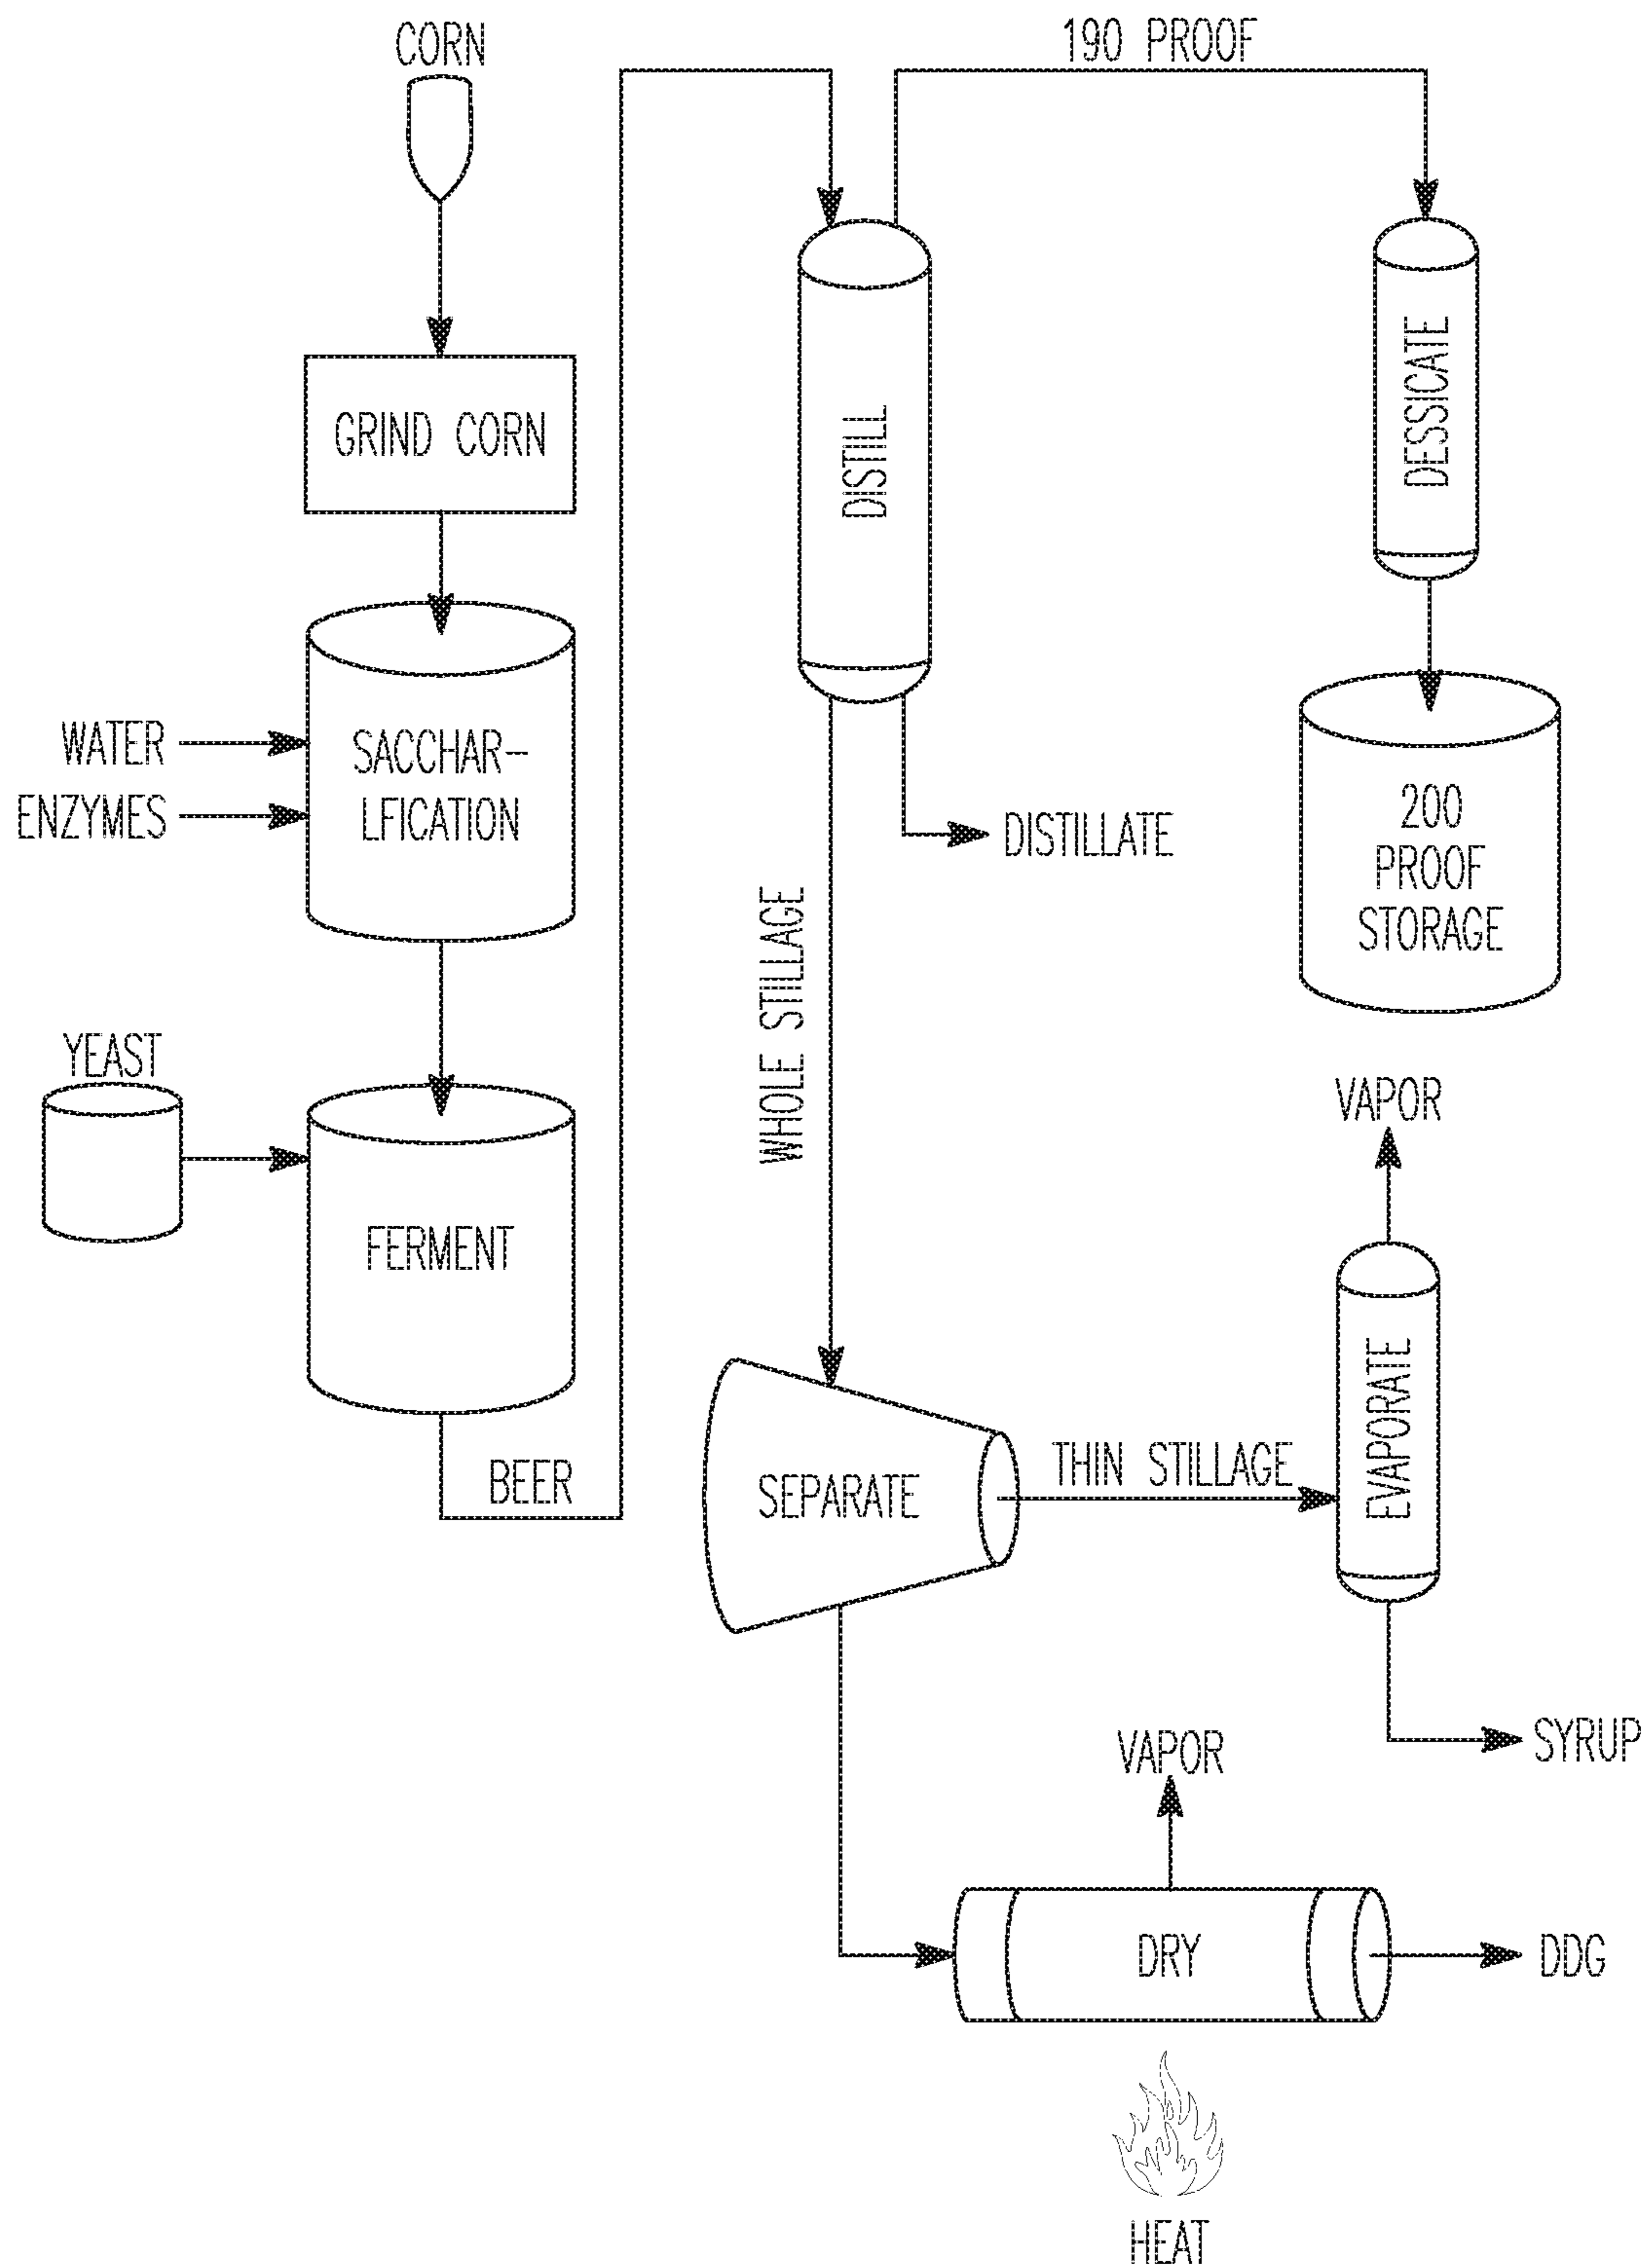 CORN
190 PROOF
GRIND CORN
DISTILL
DESSICATE
WATER
ENZYMES
SACCHAR-
LFICATION
DISTILLATE
200
PROOF
STORAGE
WHOLE STILLAGE
YEAST
FERMENT
VAPOR
BEER
SEPARATE
THIN STILLAGE
EVAPORATE
SYRUP
VAPOR
DRY
DDG
HEAT